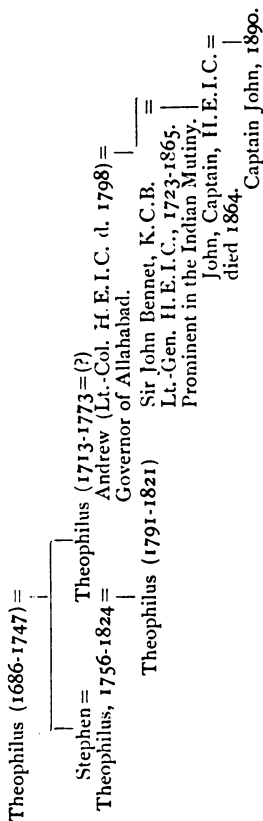 Theophilus (1686-1747)=
Stephen= Theophilus (1713-1773=(?)
Theophilus, 1756-1824= Andrew (Lt.-Col. H.E.I.C. d. 1798)=
Governor of Allahabad.
Theophilus (1791-1821) Sir John Bennet, K.C.B. =
Lt.-Gen. H.E.I.C., 1723-1865.
Prominent in the Indian Mutiny.
John, Captain, H.E.I.C.=
died 1864.
Captain John, 1890.